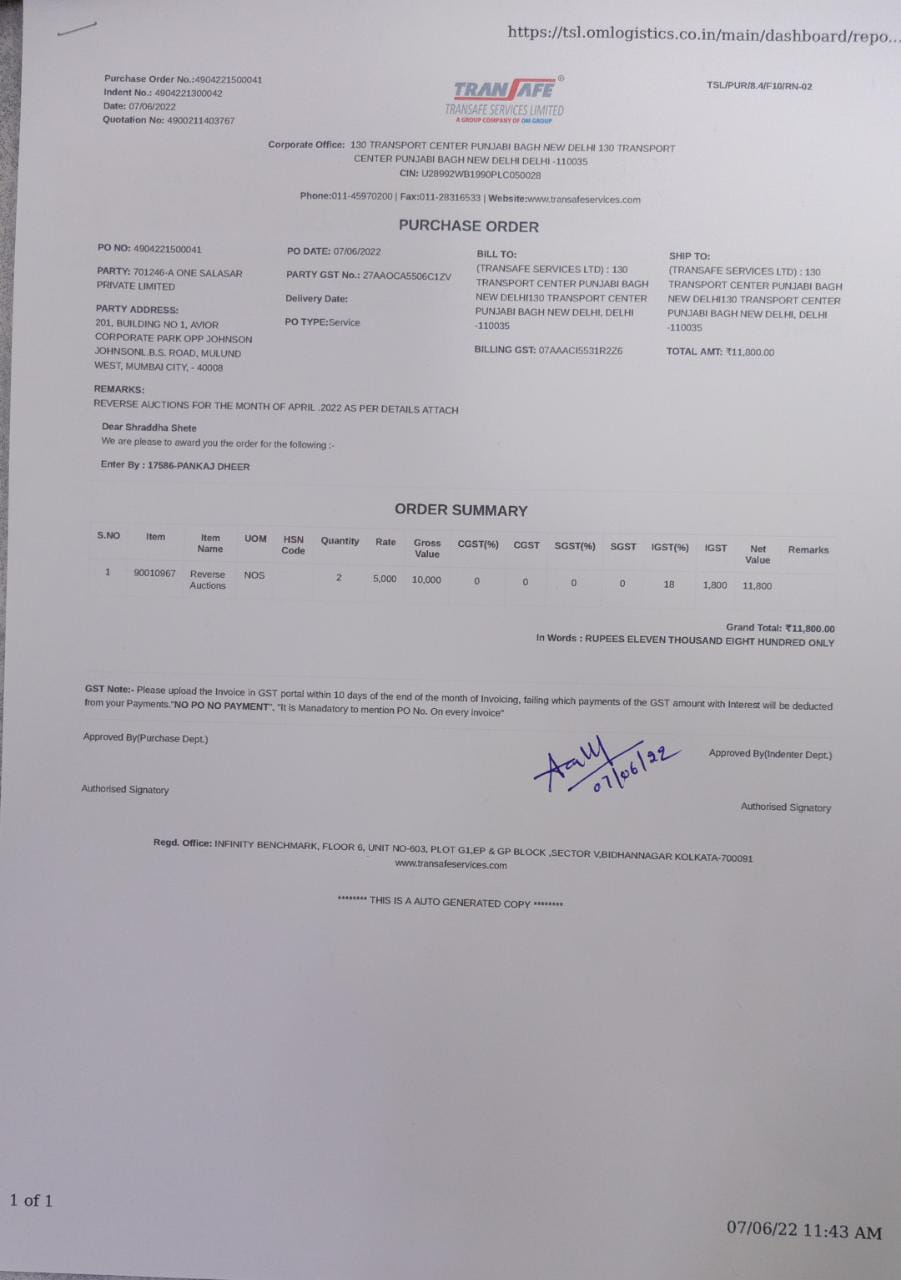 https://tsl.omlogistics.co.in/main/dashboard/repo...
Purchase Order No.:4904221500041
Indent No.: 4904221300042
Date: 07/06/2022
Quotation No: 4900211403767
TRANSAFE
TRANSAFE SERVICES LIMITED
A GROUP COMPANY OF OM GROUP
TSL/PUR/8.4/F10/RN-02
Corporate Office: 130 TRANSPORT CENTER PUNJABI BAGH NEW DELHI 130 TRANSPORT
CENTER PUNJABI BAGH NEW DELHI DELHI -110035
CIN: U28992WB1990PLC050028
Phone:011-45970200 | Fax:011-28316533 | Website:www.transafeservices.com
PURCHASE ORDER
PO NO: 4904221500041
PARTY: 701246-A ONE SALASAR
PRIVATE LIMITED
PARTY ADDRESS:
201, BUILDING NO 1, AVIOR
CORPORATE PARK OPP JOHNSON
JOHNSONL.B.S. ROAD, MULUND
WEST, MUMBAI CITY, - 40008
PO DATE: 07/06/2022
PARTY GST No.: 27AAOCA5506C1ZV
Delivery Date:
PO TYPE:Service
BILL TO:
(TRANSAFE SERVICES LTD) : 130
TRANSPORT CENTER PUNJABI BAGH
NEW DELHI130 TRANSPORT CENTER
PUNJABI BAGH NEW DELHI, DELHI
-110035
BILLING GST: 07AAACI5531R2Z6
SHIP TO:
(TRANSAFE SERVICES LTD) : 130
TRANSPORT CENTER PUNJABI BAGH
NEW DELHI130 TRANSPORT CENTER
PUNJABI BAGH NEW DELHI, DELHI
-110035
TOTAL AMT: ₹11,800.00
REMARKS:
REVERSE AUCTIONS FOR THE MONTH OF APRIL .2022 AS PER DETAILS ATTACH
Dear Shraddha Shete
We are please to award you the order for the following :-
Enter By : 17586-PANKAJ DHEER
ORDER SUMMARY
S.NO Item Item Name UOM HSN Code Quantity Rate Gross Value CGST(%) CGST SGST(%) SGST IGST(%) IGST Net Value Remarks
1 90010967 Reverse Auctions NOS 2 5,000 10,000 0 0 0 0 18 1,800 11,800
Grand Total: ₹11,800.00
In Words : RUPEES ELEVEN THOUSAND EIGHT HUNDRED ONLY
GST Note:- Please upload the Invoice in GST portal within 10 days of the end of the month of Invoicing, failing which payments of the GST amount with Interest will be deducted
from your Payments."NO PO NO PAYMENT", "It is Manadatory to mention PO No. On every invoice"
Approved By(Purchase Dept.)
07/06/22
Approved By(Indenter Dept.)
Authorised Signatory
Authorised Signatory
Regd. Office: INFINITY BENCHMARK, FLOOR 6, UNIT NO-603, PLOT G1,EP & GP BLOCK ,SECTOR V,BIDHANNAGAR KOLKATA-700091
www.transafeservices.com
******** THIS IS A AUTO GENERATED COPY ********
1 of 1
07/06/22 11:43 AM